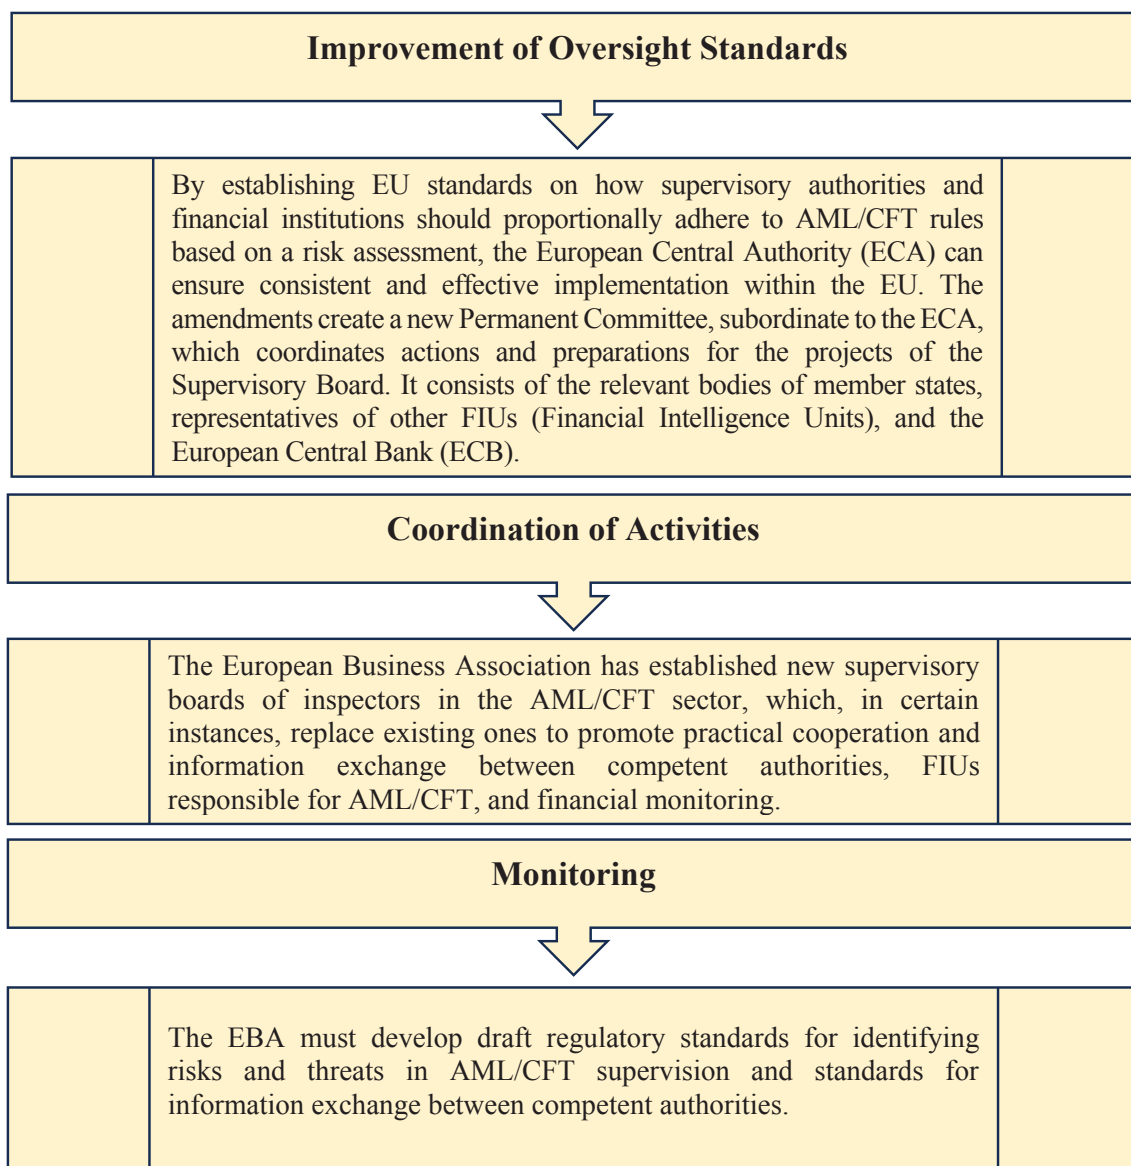 Improvement of Oversight Standards
By establishing EU standards on how supervisory authorities and
financial institutions should proportionally adhere to AML/CFT rules
based on a risk assessment, the European Central Authority (ECA) can
ensure consistent and effective implementation within the EU. The
amendments create a new Permanent Committee, subordinate to the ECA,
which coordinates actions and preparations for the projects of the
Supervisory Board. It consists of the relevant bodies of member states,
representatives of other FIUs (Financial Intelligence Units), and the
European Central Bank (ECB).
Coordination of Activities
The European Business Association has established new supervisory
boards of inspectors in the AML/CFT sector, which, in certain
instances, replace existing ones to promote practical cooperation and
information exchange between competent authorities, FIUs
responsible for AML/CFT, and financial monitoring.
Monitoring
The EBA must develop draft regulatory standards for identifying
risks and threats in AML/CFT supervision and standards for
information exchange between competent authorities.